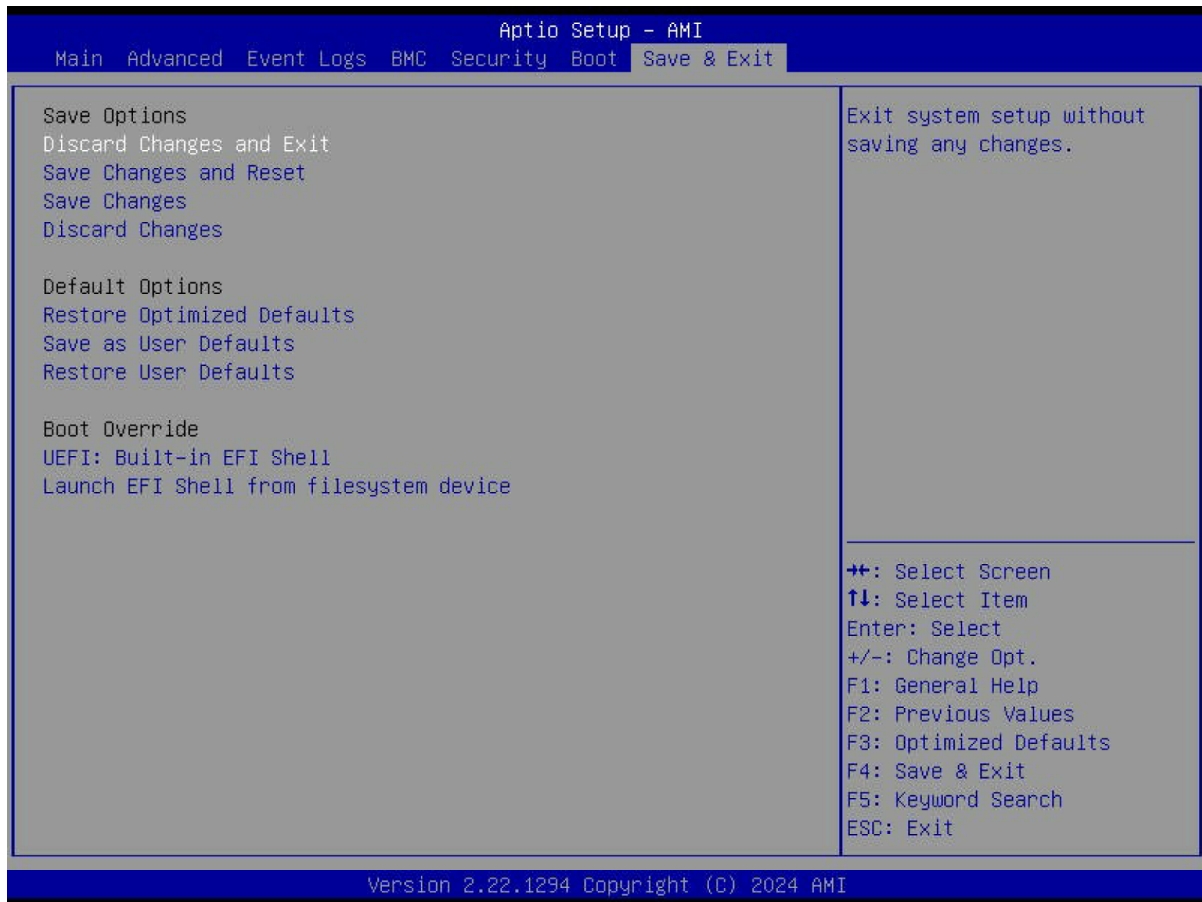 Aptio Setup – AMI
Main Advanced Event Logs BMC Security Boot Save & Exit
Save Options
Discard Changes and Exit
Save Changes and Reset
Save Changes
Discard Changes
Default Options
Restore Optimized Defaults
Save as User Defaults
Restore User Defaults
Boot Override
UEFI: Built-in EFI Shell
Launch EFI Shell from filesystem device
Exit system setup without
saving any changes.
→←: Select Screen
↑↓: Select Item
Enter: Select
+/-: Change Opt.
F1: General Help
F2: Previous Values
F3: Optimized Defaults
F4: Save & Exit
F5: Keyword Search
ESC: Exit
Version 2.22.1294 Copyright (C) 2024 AMI